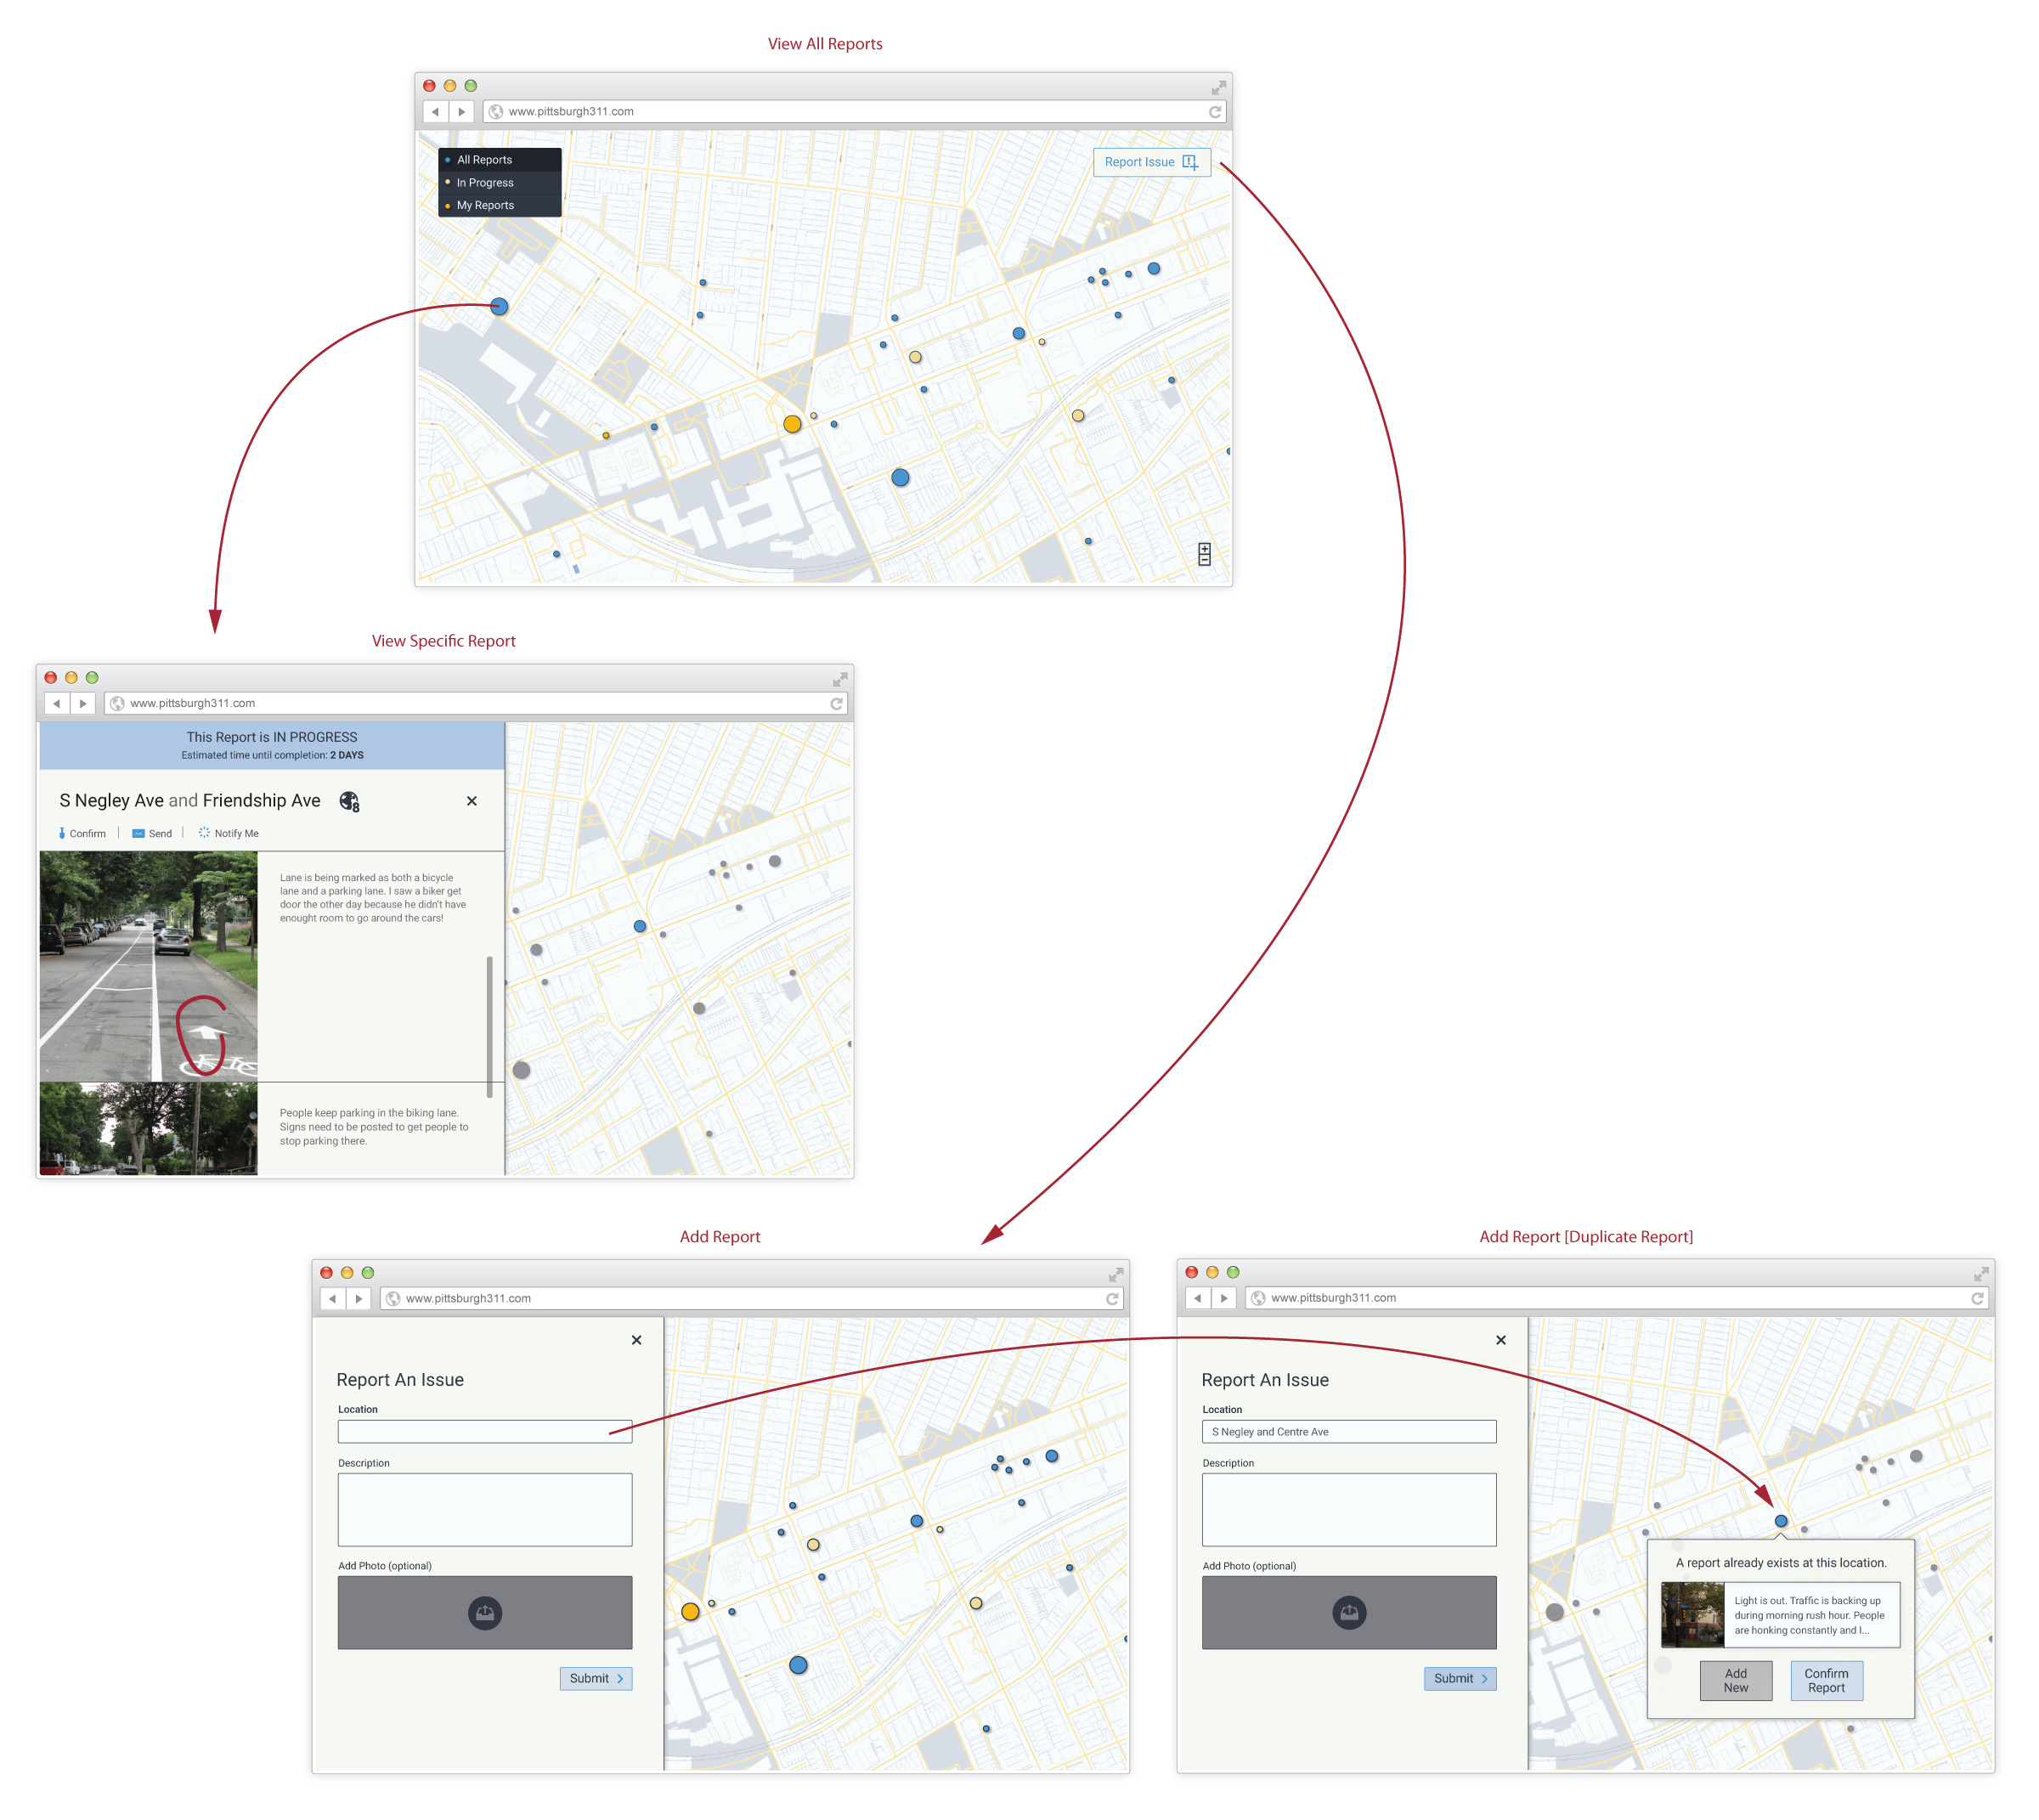 View All Reports
www.pittsburgh311.com
All Reports
In Progress
My Reports
Report Issue
View Specific Report
www.pittsburgh311.com
This Report is IN PROGRESS
Estimated time until completion: 2 DAYS
S Negley Ave and Friendship Ave
8
Confirm
Send
Notify Me
Lane is being marked as both a bicycle
lane and a parking lane. I saw a biker get
door the other day because he didn't have
enought room to go around the cars!
People keep parking in the biking lane.
Signs need to be posted to get people to
stop parking there.
Add Report
www.pittsburgh311.com
Report An Issue
Location
Description
Add Photo (optional)
Submit
Add Report [Duplicate Report]
www.pittsburgh311.com
Report An Issue
Location
S Negley and Centre Ave
Description
Add Photo (optional)
Submit
A report already exists at this location.
Light is out. Traffic is backing up
during morning rush hour. People
are honking constantly and I...
Add
New
Confirm
Report